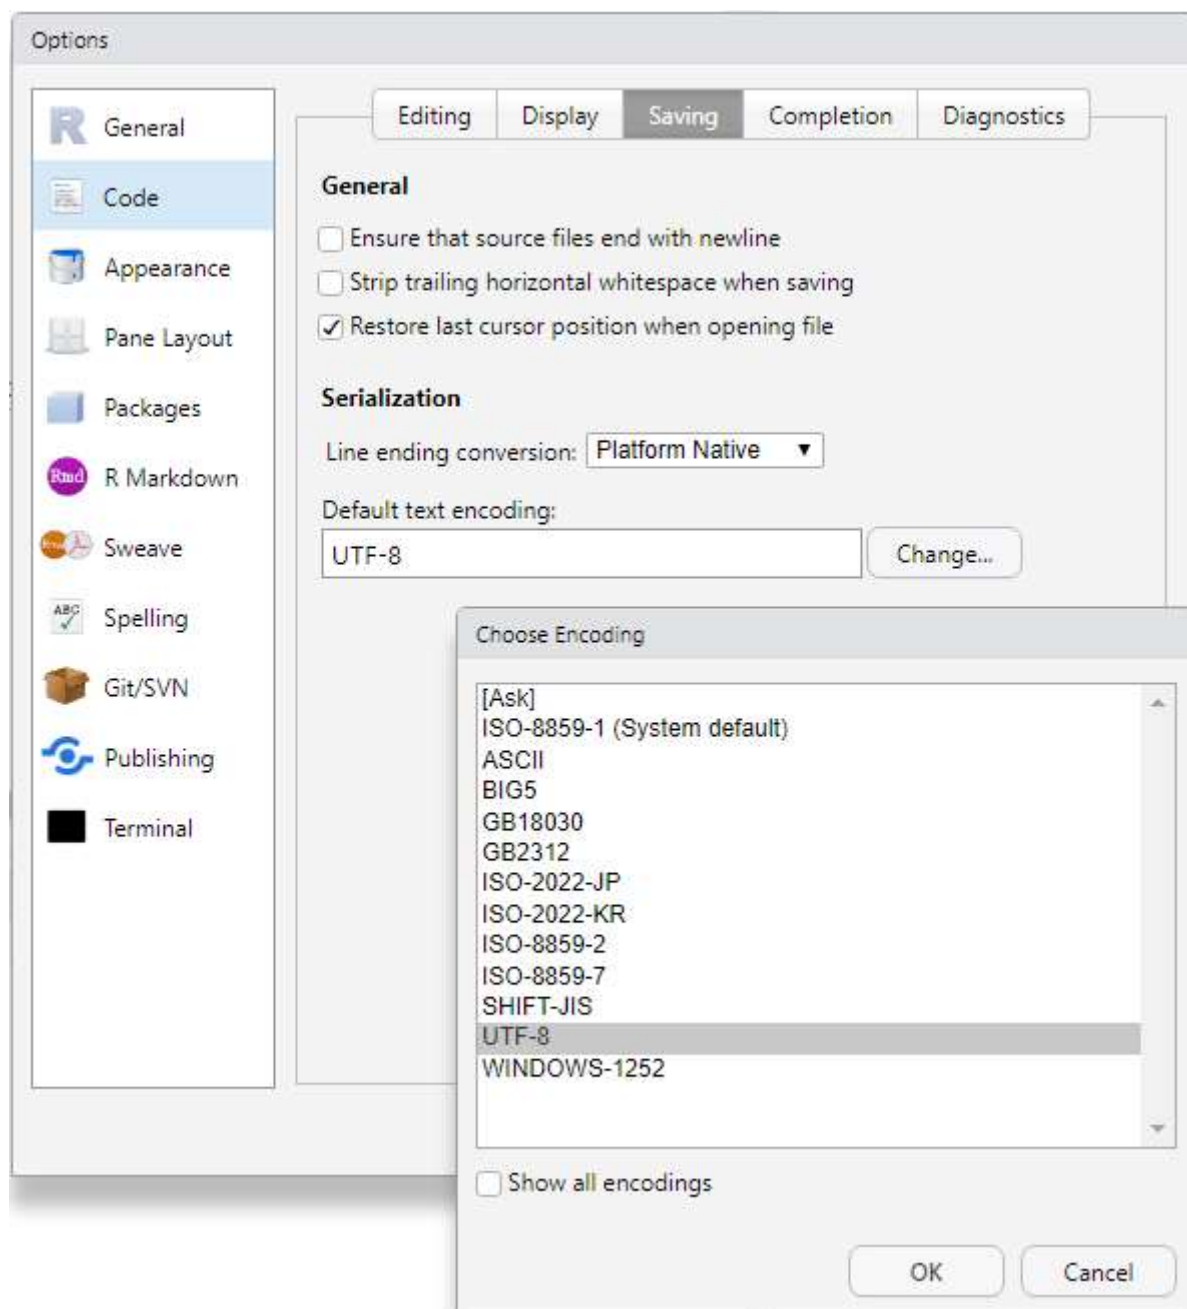 Options
General
Code
Appearance
Pane Layout
Packages
Rmd R Markdown
Sweave
ABC Spelling
Git/SVN
Publishing
Terminal
Editing Display Saving Completion Diagnostics
General
Ensure that source files end with newline
Strip trailing horizontal whitespace when saving
Restore last cursor position when opening file
Serialization
Line ending conversion: Platform Native
Default text encoding:
UTF-8 Change...
Choose Encoding
[Ask]
ISO-8859-1 (System default)
ASCII
BIG5
GB18030
GB2312
ISO-2022-JP
ISO-2022-KR
ISO-8859-2
ISO-8859-7
SHIFT-JIS
UTF-8
WINDOWS-1252
Show all encodings
OK Cancel